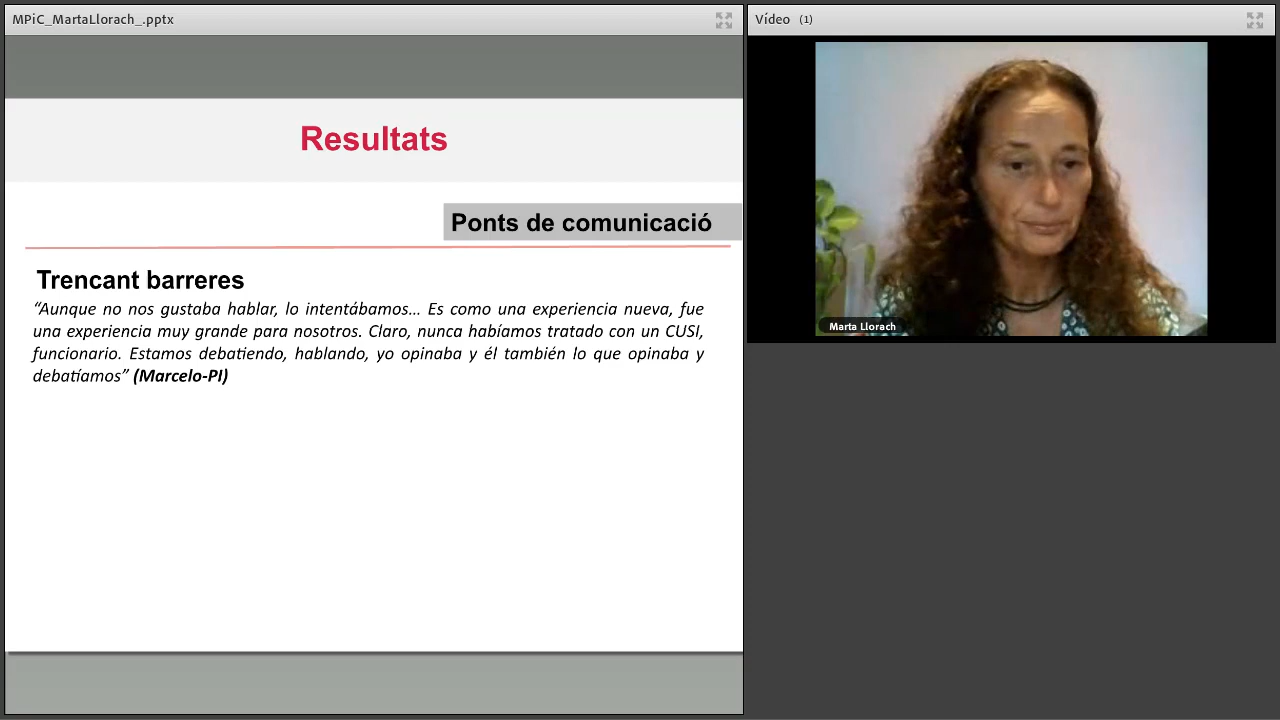 MPiC_MartaLlorach_.pptx
Vídeo (1)
Resultats
Ponts de comunicació
Trencant barreres
“Aunque no nos gustaba hablar, lo intentábamos... Es como una experiencia nueva, fue
una experiencia muy grande para nosotros. Claro, nunca habíamos tratado con un CUSI,
funcionario. Estamos debatiendo, hablando, yo opinaba y él también lo que opinaba y
debatíamos” (Marcelo-PI)
Marta Llorach